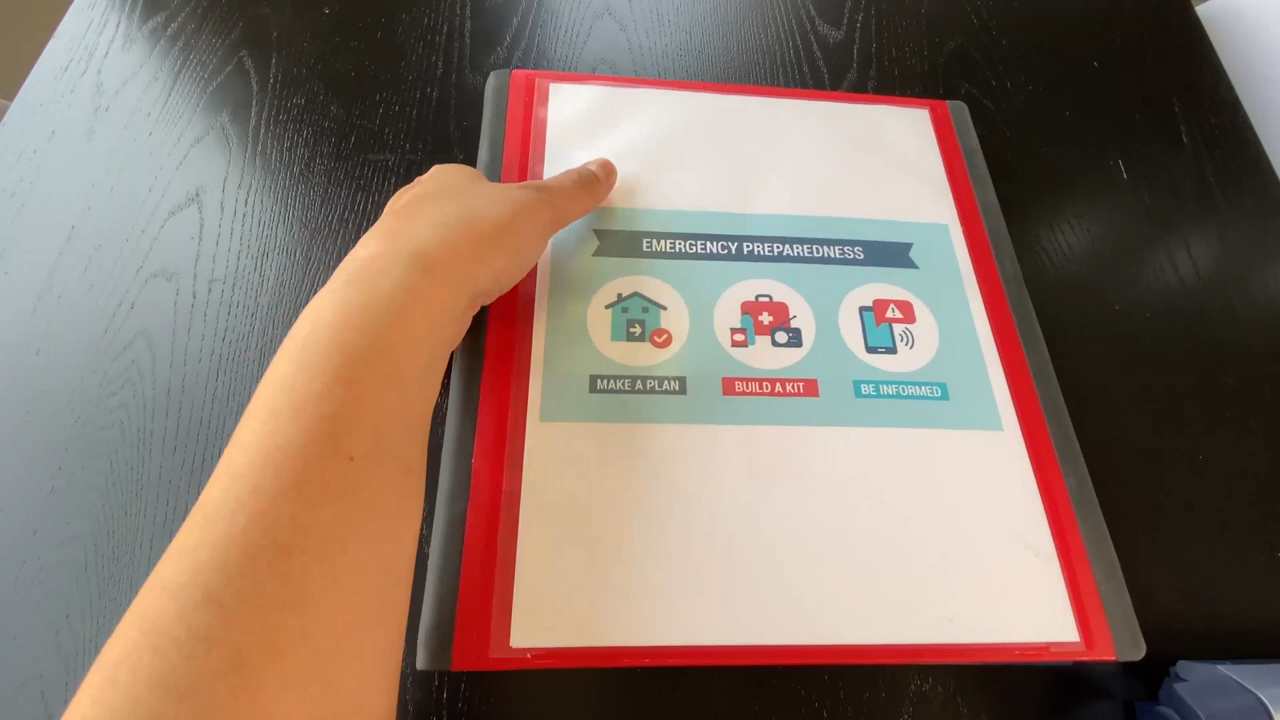 EMERGENCY PREPAREDNESS
MAKE A PLAN
BUILD A KIT
BE INFORMED